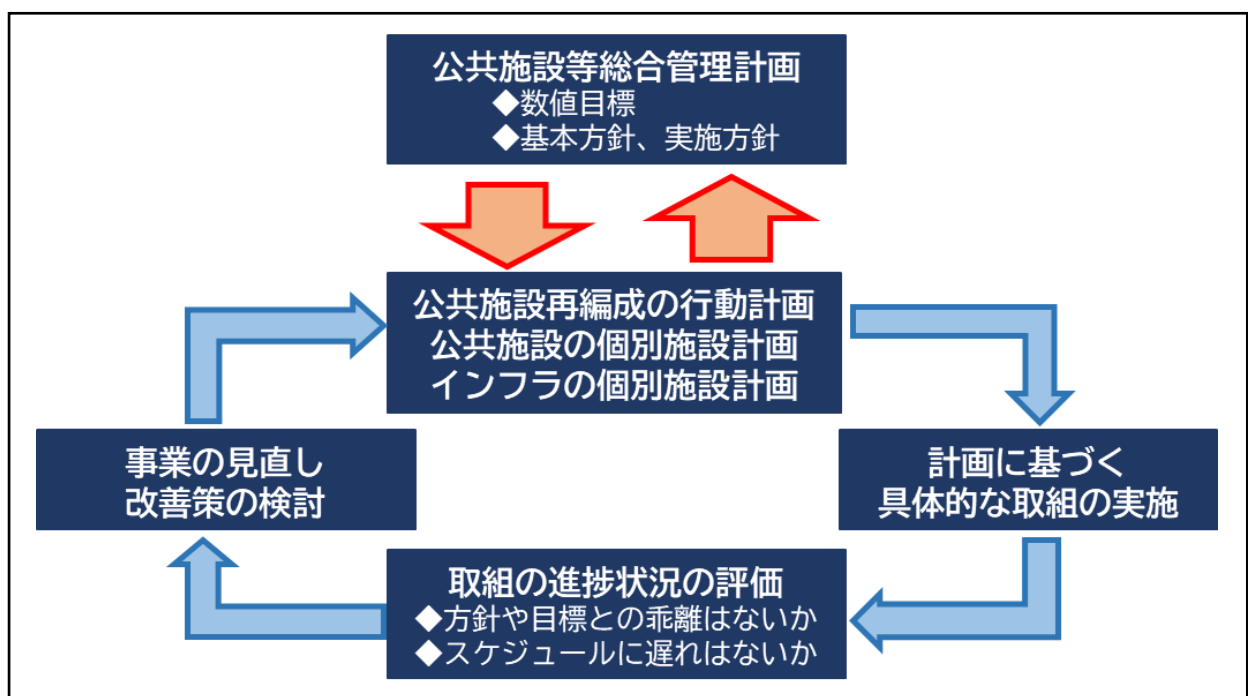 公共施設等総合管理計画
◆数値目標
◆基本方針、実施方針
公共施設再編成の行動計画
公共施設の個別施設計画
インフラの個別施設計画
事業の見直し
改善策の検討
計画に基づく
具体的な取組の実施
取組の進捗状況の評価
◆方針や目標との乖離はないか
◆スケジュールに遅れはないか